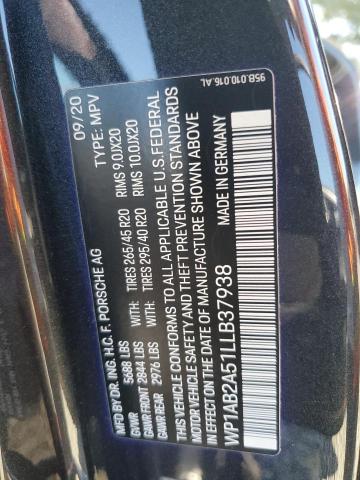 95B.010.016.AL
MFD BY DR. ING. H.C. F. PORSCHE AG 09/20
GVWR 5688 LBS TYPE: MPV
GAWR FRONT 2844 LBS WITH: TIRES 265/45 R20 RIMS 9.0JX20
GAWR REAR 2976 LBS WITH: TIRES 295/40 R20 RIMS 10.0JX20
THIS VEHICLE CONFORMS TO ALL APPLICABLE U.S. FEDERAL
MOTOR VEHICLE SAFETY AND THEFT PREVENTION STANDARDS
IN EFFECT ON THE DATE OF MANUFACTURE SHOWN ABOVE
WP1AB2A51LLB37938 MADE IN GERMANY